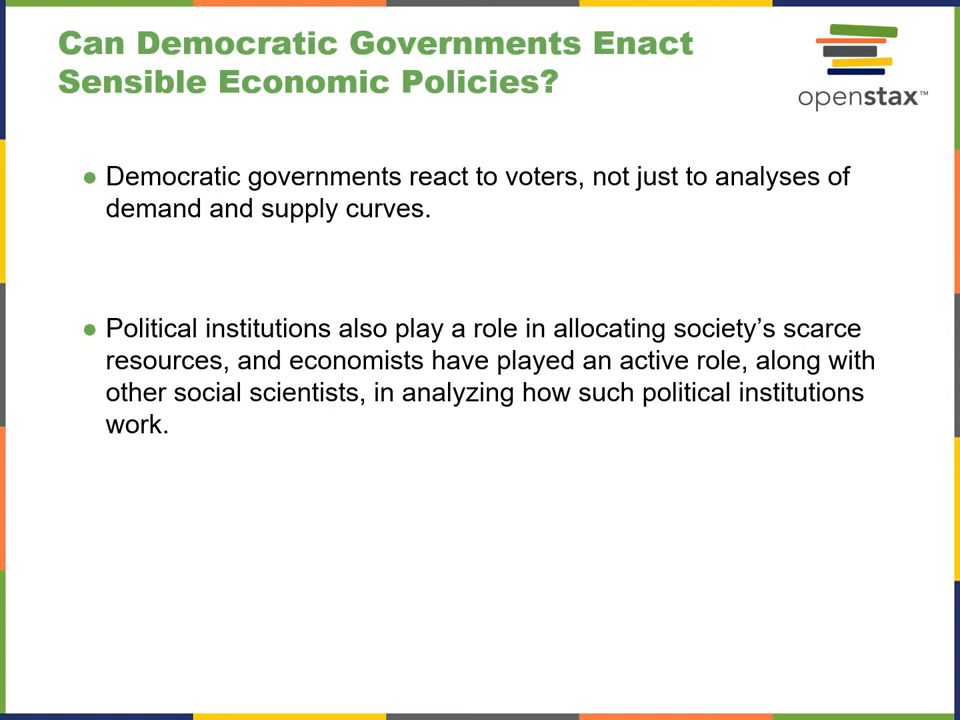 Can Democratic Governments Enact
Sensible Economic Policies?
openstax™
● Democratic governments react to voters, not just to analyses of
demand and supply curves.
● Political institutions also play a role in allocating society’s scarce
resources, and economists have played an active role, along with
other social scientists, in analyzing how such political institutions
work.